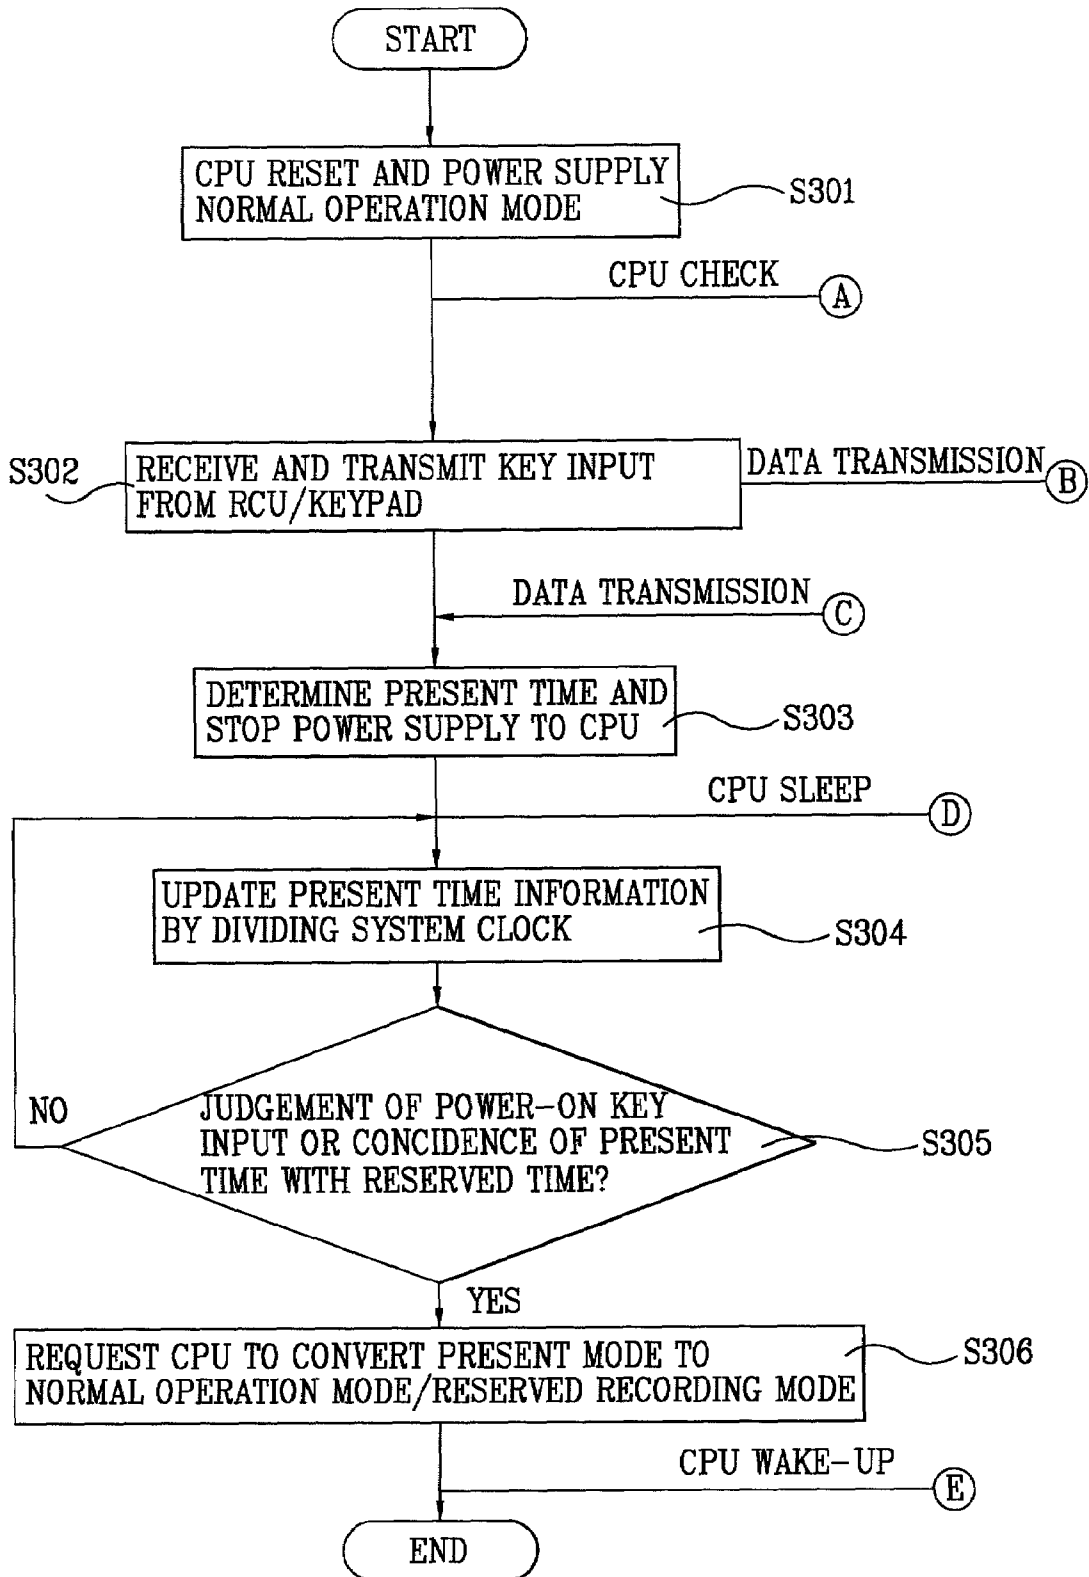 START
CPU RESET AND POWER SUPPLY
NORMAL OPERATION MODE
S301
CPU CHECK
A
S302
RECEIVE AND TRANSMIT KEY INPUT
FROM RCU/KEYPAD
DATA TRANSMISSION
B
DATA TRANSMISSION
C
DETERMINE PRESENT TIME AND
STOP POWER SUPPLY TO CPU
S303
CPU SLEEP
D
UPDATE PRESENT TIME INFORMATION
BY DIVIDING SYSTEM CLOCK
S304
NO
JUDGEMENT OF POWER-ON KEY
INPUT OR CONCIDENCE OF PRESENT
TIME WITH RESERVED TIME?
S305
YES
REQUEST CPU TO CONVERT PRESENT MODE TO
NORMAL OPERATION MODE/RESERVED RECORDING MODE
S306
CPU WAKE-UP
E
END